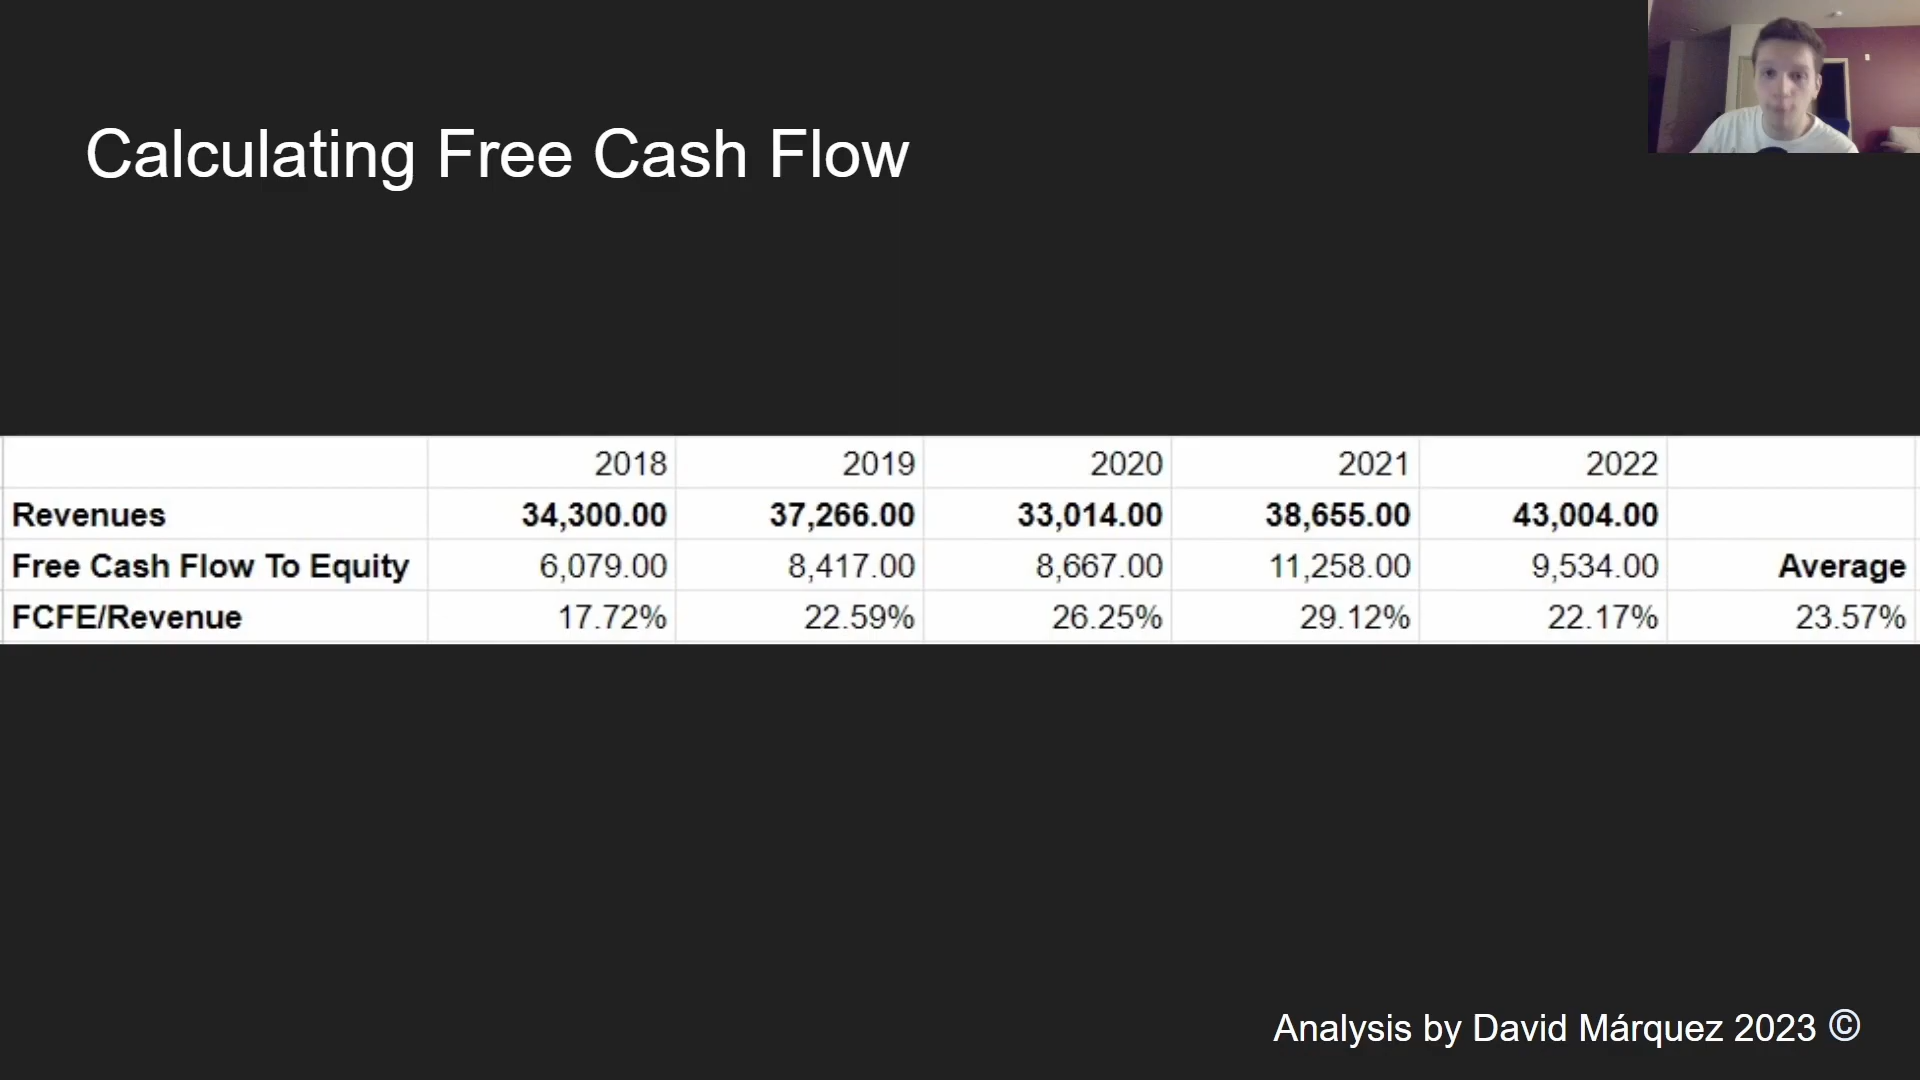 Calculating Free Cash Flow
2018 2019 2020 2021 2022
Revenues 34,300.00 37,266.00 33,014.00 38,655.00 43,004.00
Free Cash Flow To Equity 6,079.00 8,417.00 8,667.00 11,258.00 9,534.00 Average
FCFE/Revenue 17.72% 22.59% 26.25% 29.12% 22.17% 23.57%
Analysis by David Márquez 2023 ©